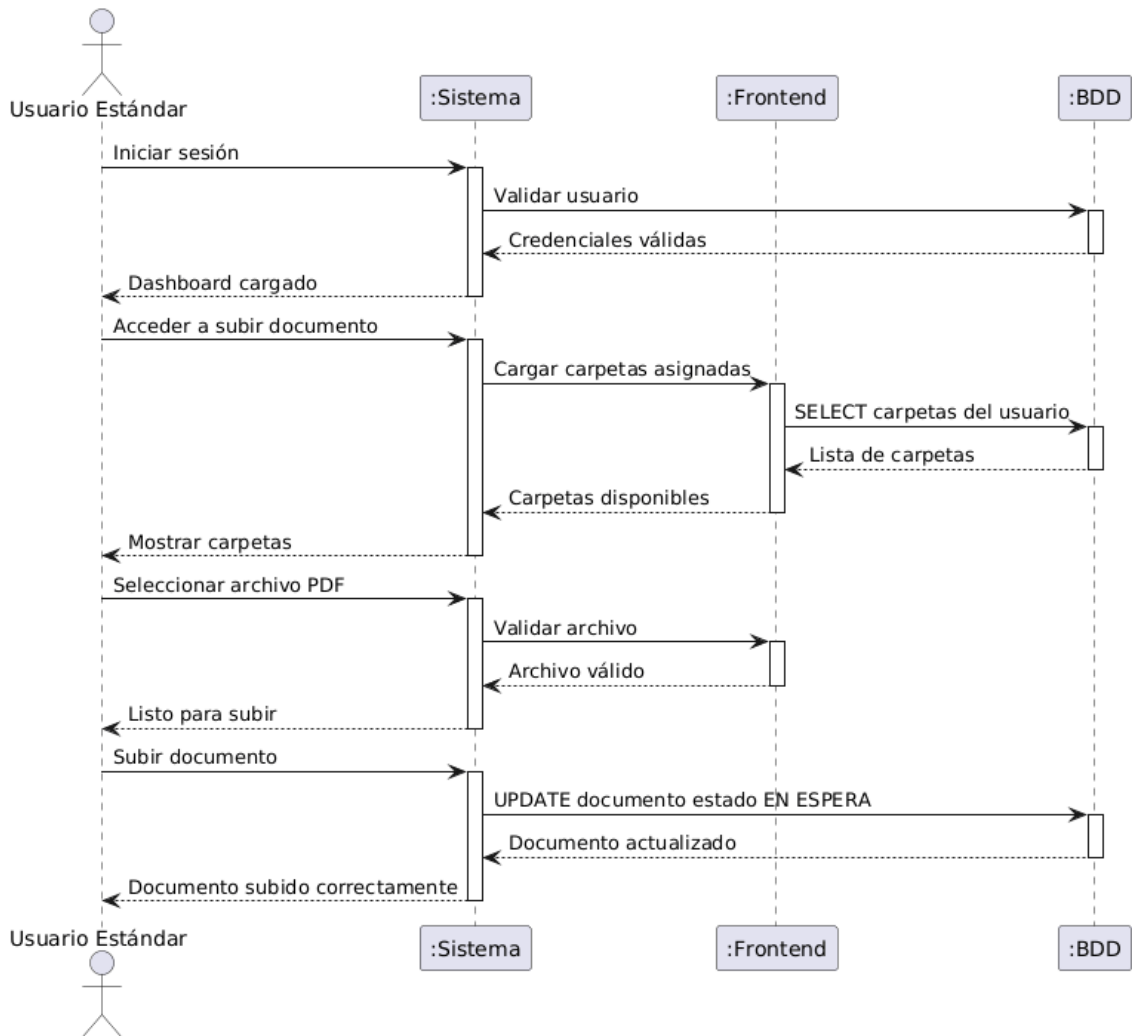 Usuario Estándar
:Sistema
:Frontend
:BDD
Iniciar sesión
Validar usuario
Credenciales válidas
Dashboard cargado
Acceder a subir documento
Cargar carpetas asignadas
SELECT carpetas del usuario
Lista de carpetas
Carpetas disponibles
Mostrar carpetas
Seleccionar archivo PDF
Validar archivo
Archivo válido
Listo para subir
Subir documento
UPDATE documento estado EN ESPERA
Documento actualizado
Documento subido correctamente
Usuario Estándar
:Sistema
:Frontend
:BDD